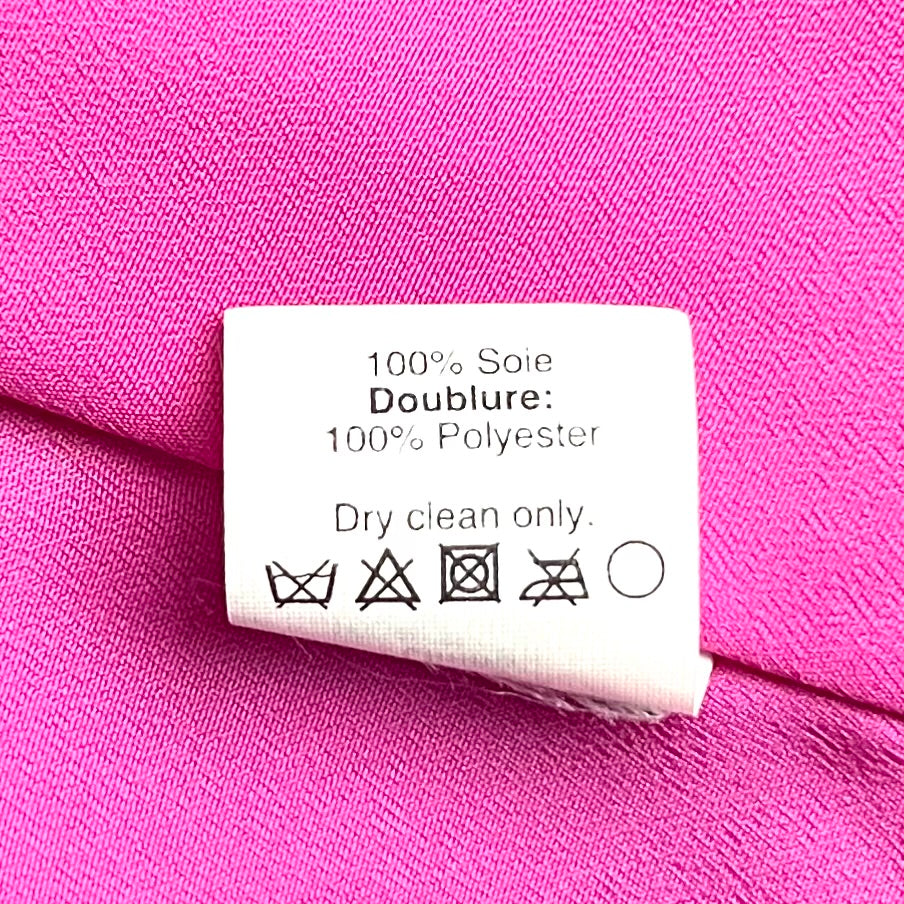 100% Soie
Doublure:
100% Polyester
Dry clean only.